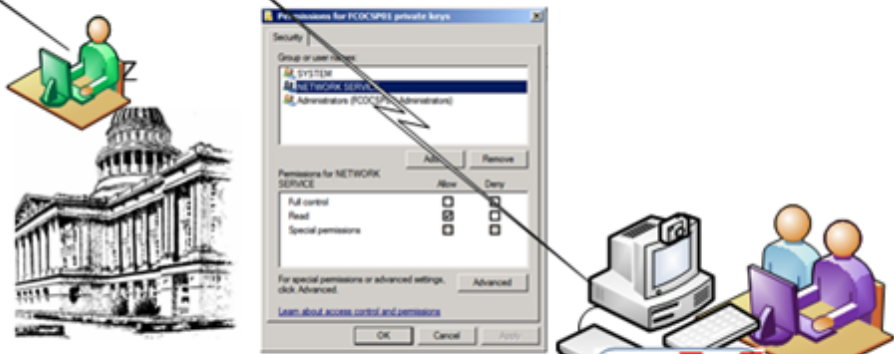 Permissions for FCOCSP01 private keys
Security
Group or user names:
SYSTEM
NETWORK SERVICE
Administrators (FCOCSP01\Administrators)
Add... Remove
Permissions for NETWORK
SERVICE Allow Deny
Full control
Read
Special permissions
For special permissions or advanced settings,
click Advanced. Advanced
Learn about access control and permissions
OK Cancel Apply